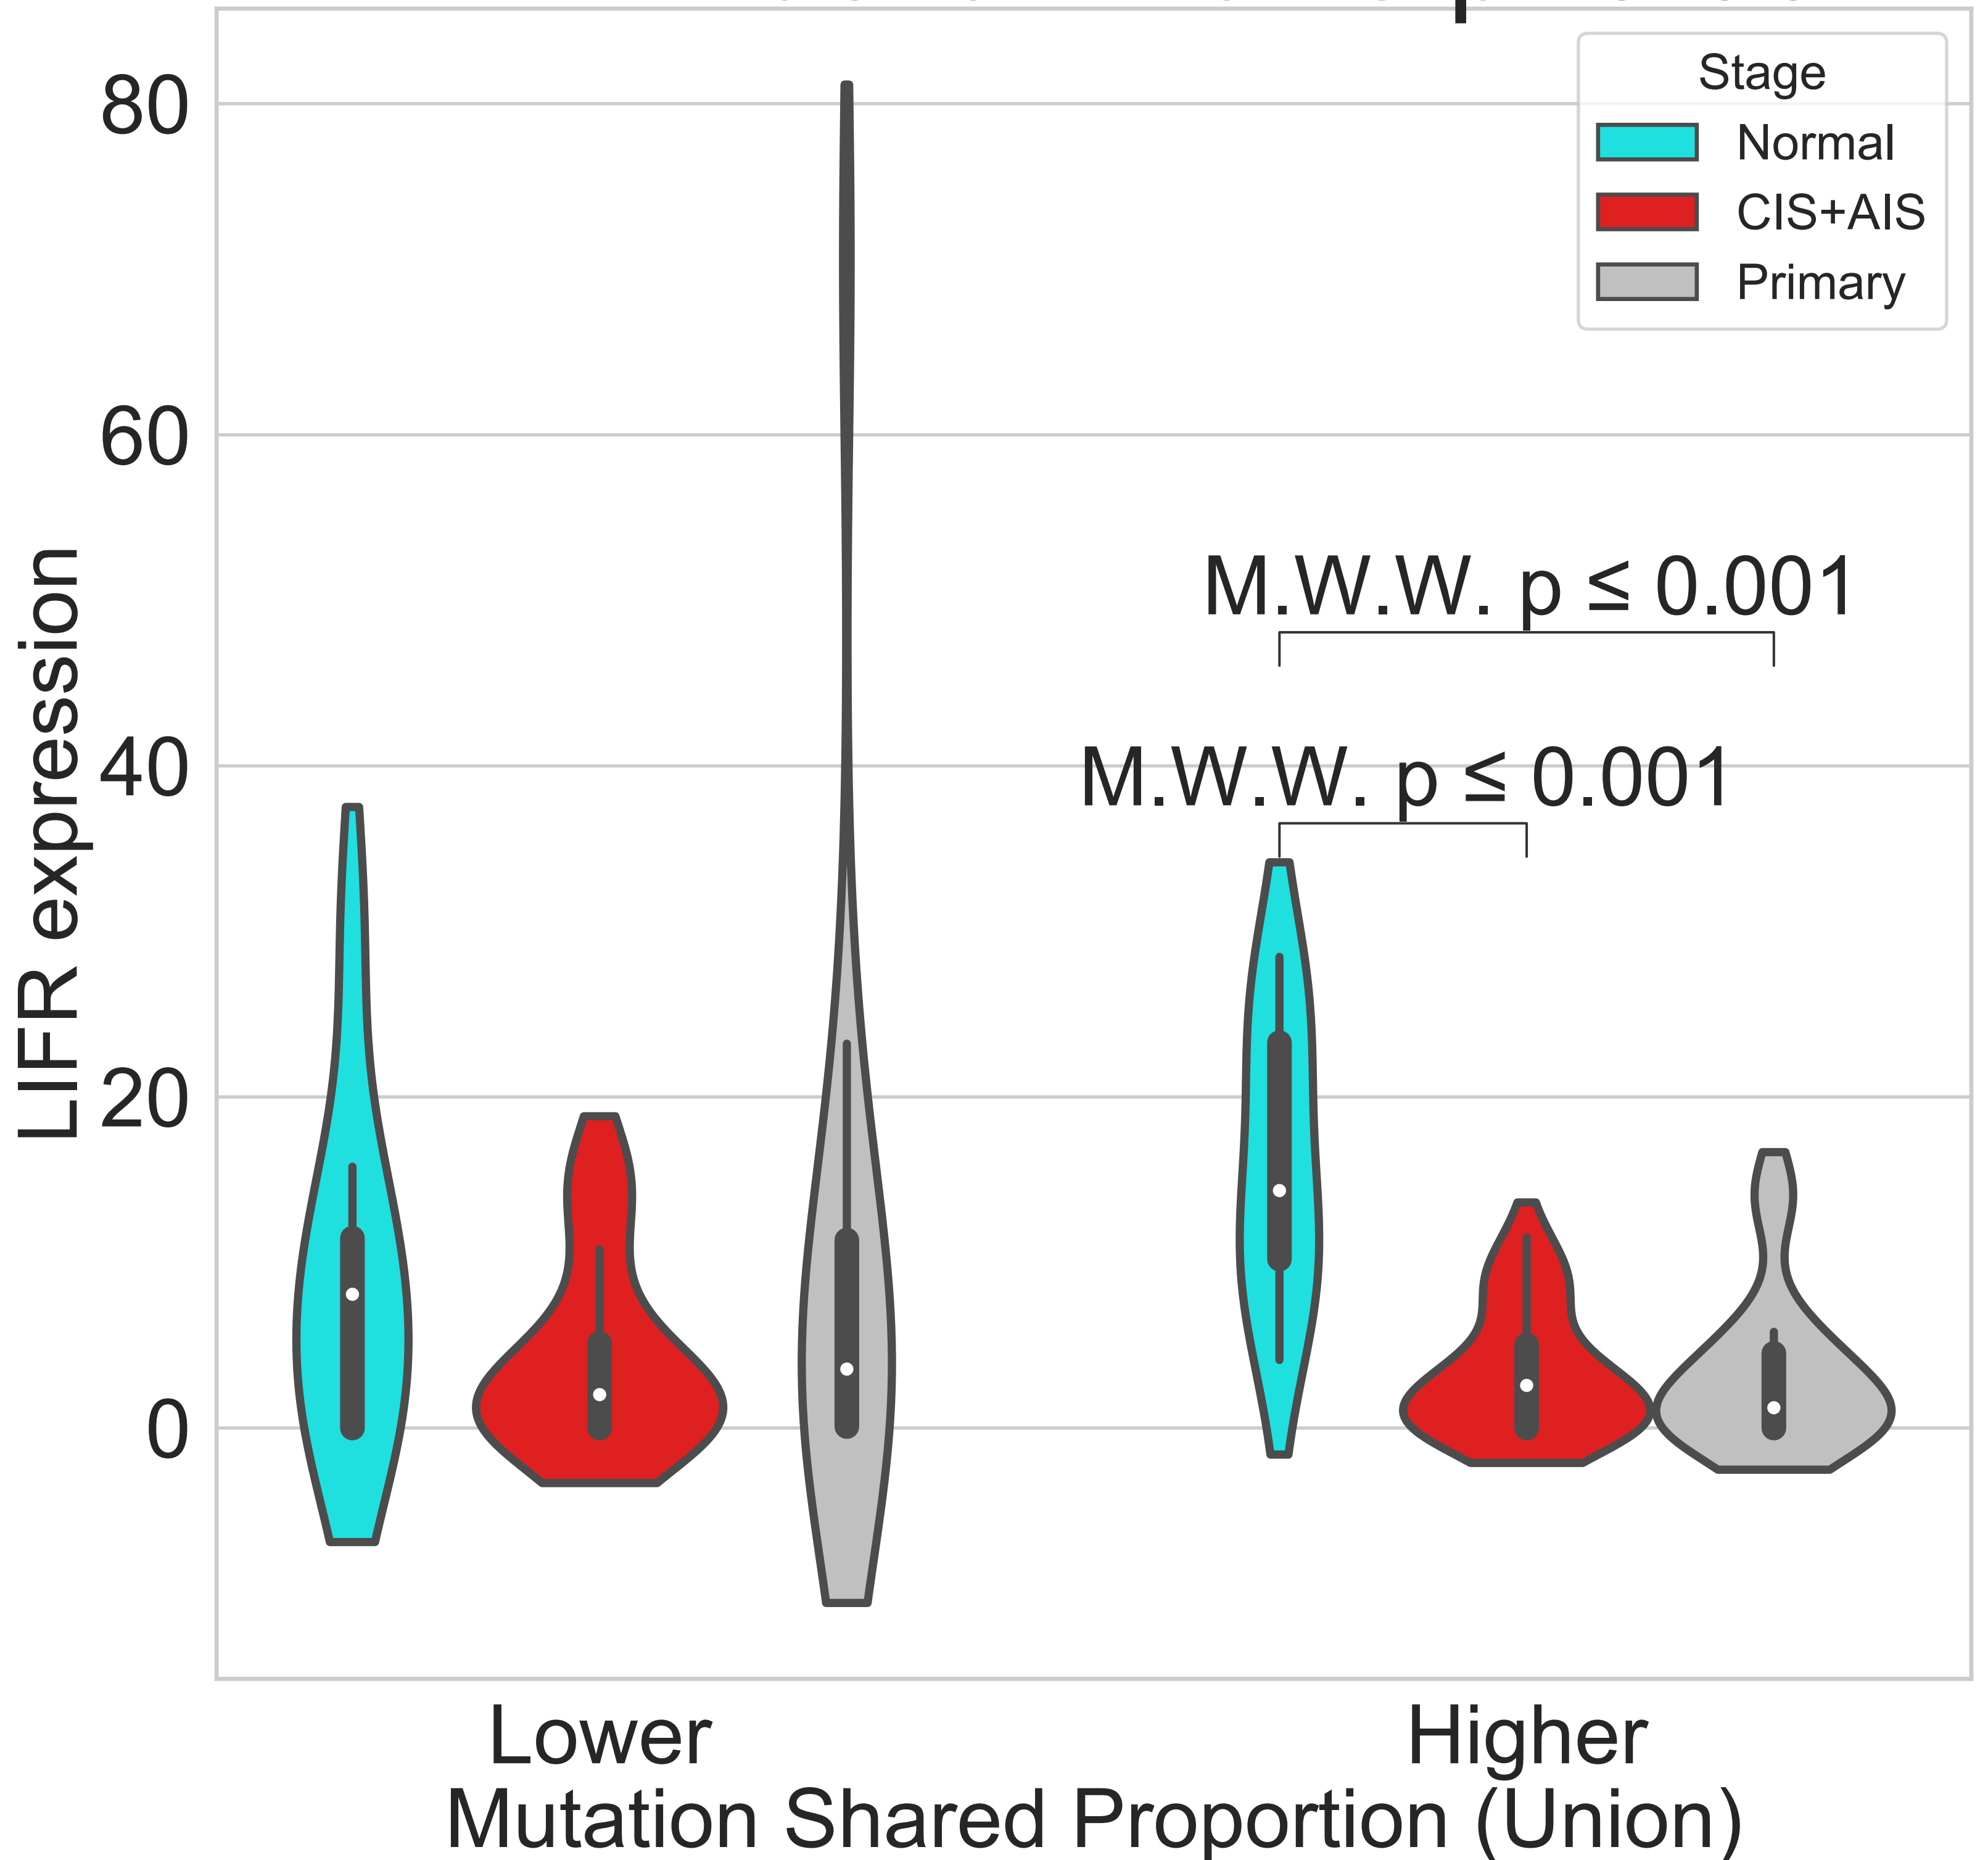 Stage
Normal
CIS+AIS
Primary
80
60
40
20
0
LIFR expression
M.W.W. p ≤ 0.001
M.W.W. p ≤ 0.001
Lower
Higher
Mutation Shared Proportion (Union)